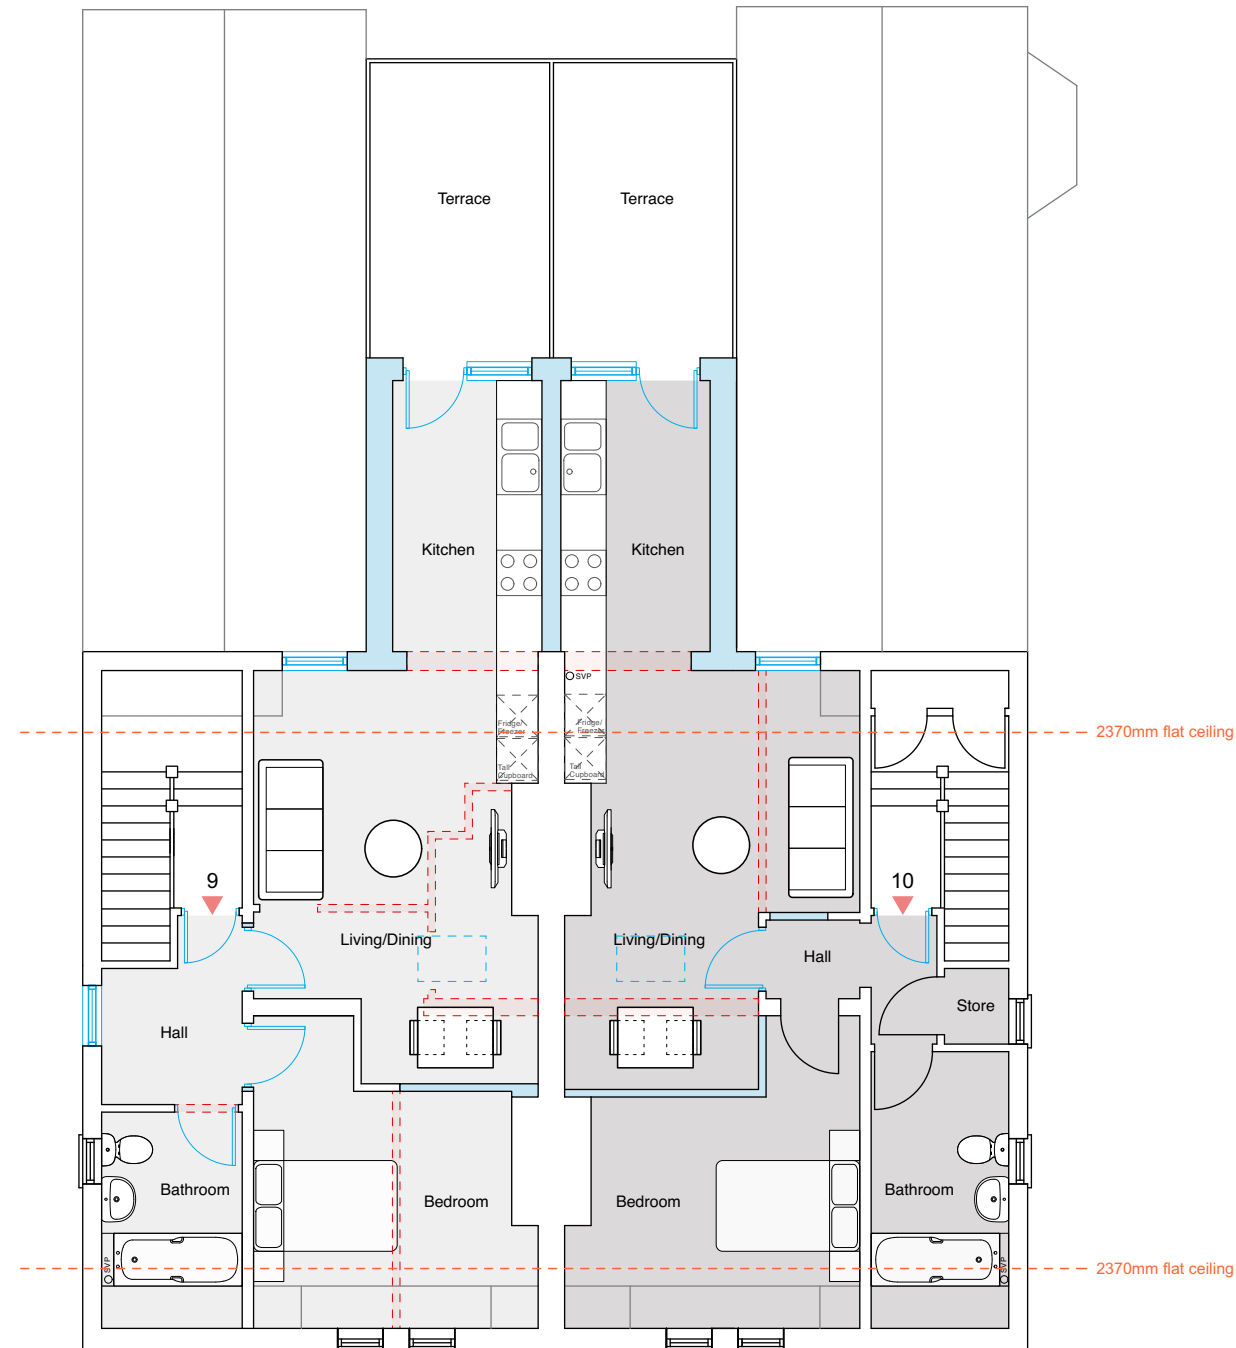 Terrace
Terrace
Kitchen
Kitchen
SVP
Fridge/
Freezer
Fridge/
Freezer
2370mm flat ceiling
Tall
Cupboard
Tall
Cupboard
9
10
Living/Dining
Living/Dining
Hall
Store
Hall
Bathroom
Bedroom
Bedroom
Bathroom
SVP
SVP
2370mm flat ceiling